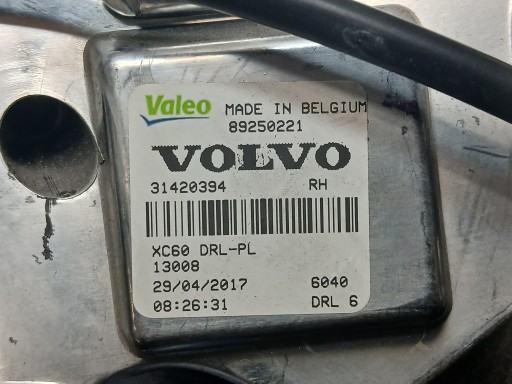 Valeo MADE IN BELGIUM
89250221
VOLVO
31420394 RH
XC60 DRL-PL
13008
29/04/2017 6040
08:26:31 DRL 6